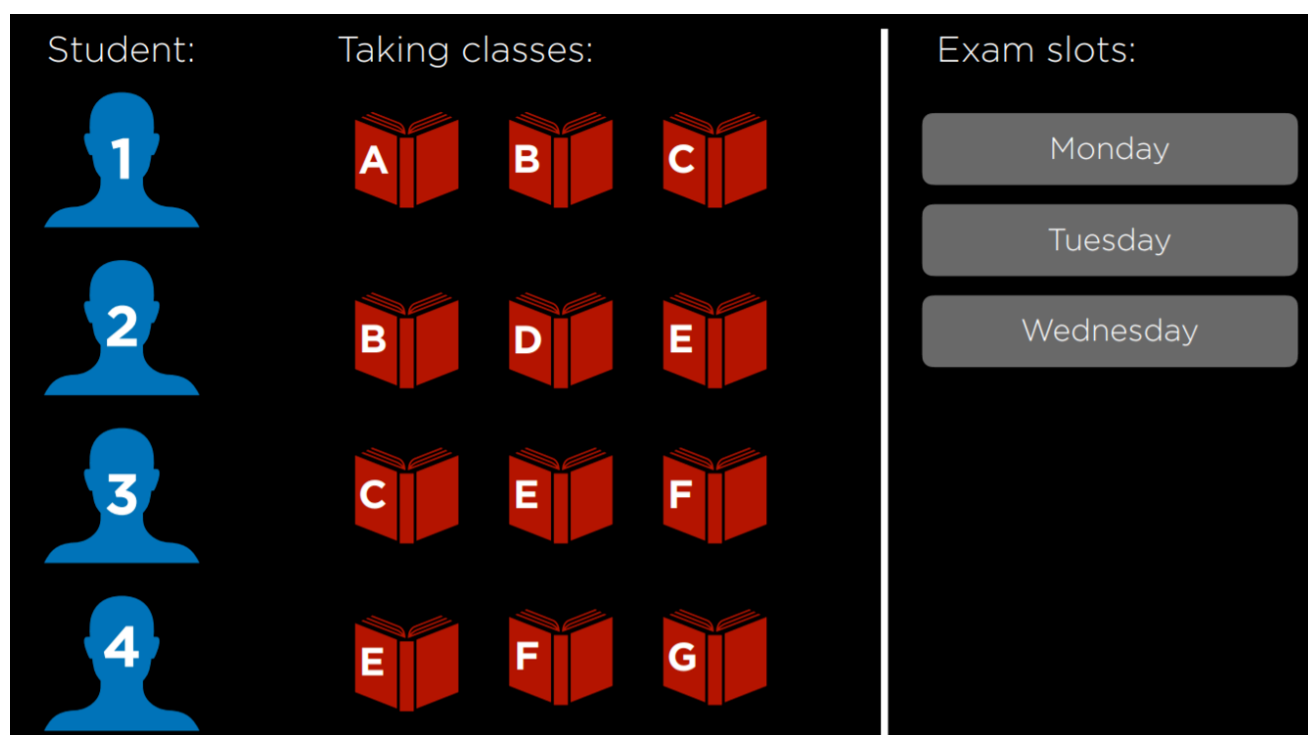 Student: Taking classes: Exam slots:
1 A B C Monday
Tuesday
2 B D E Wednesday
3 C E F
4 E F G